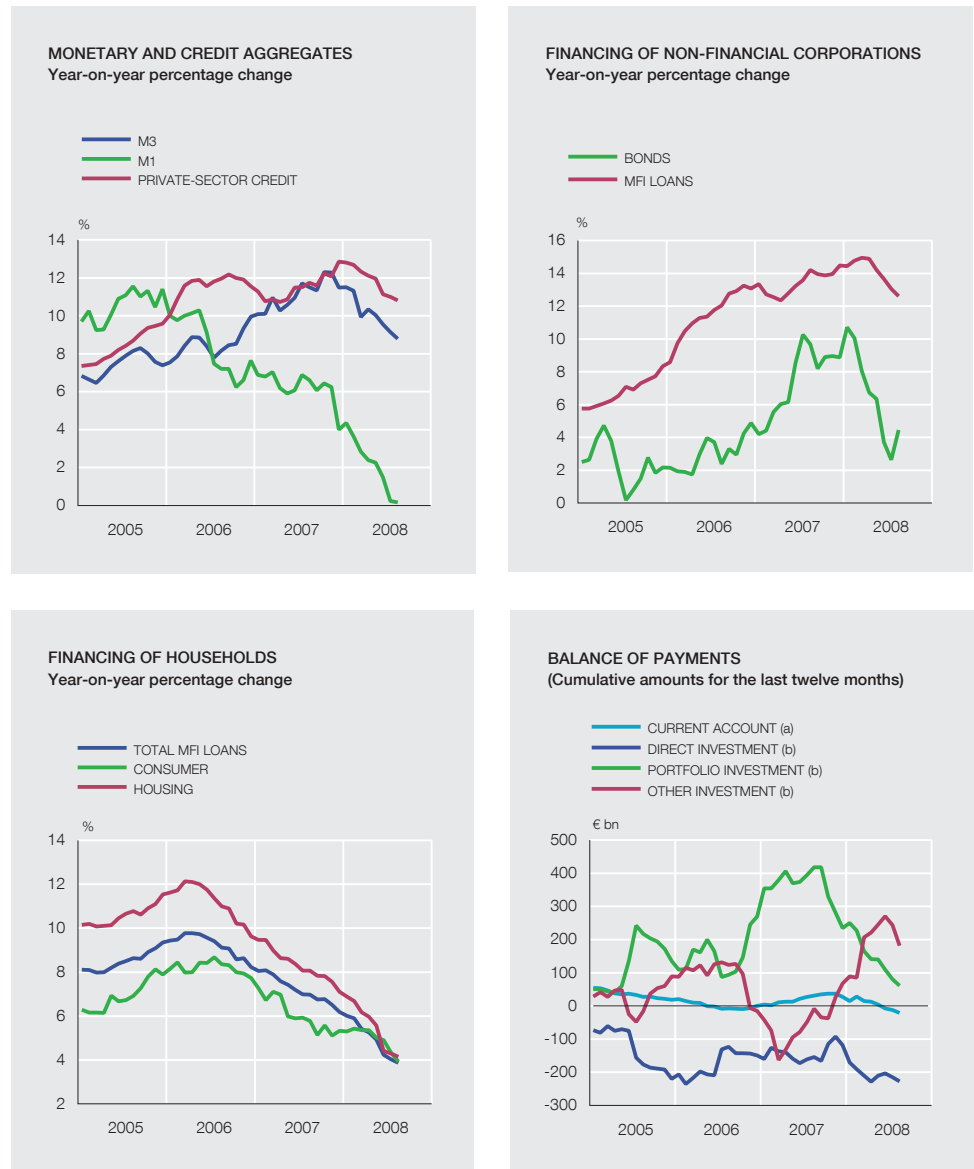 MONETARY AND CREDIT AGGREGATES
Year-on-year percentage change
M3
M1
PRIVATE-SECTOR CREDIT
%
14
12
10
8
6
4
2
0
2005 2006 2007 2008
FINANCING OF NON-FINANCIAL CORPORATIONS
Year-on-year percentage change
BONDS
MFI LOANS
%
16
14
12
10
8
6
4
2
0
2005 2006 2007 2008
FINANCING OF HOUSEHOLDS
Year-on-year percentage change
TOTAL MFI LOANS
CONSUMER
HOUSING
%
14
12
10
8
6
4
2
2005 2006 2007 2008
BALANCE OF PAYMENTS
(Cumulative amounts for the last twelve months)
CURRENT ACCOUNT (a)
DIRECT INVESTMENT (b)
PORTFOLIO INVESTMENT (b)
OTHER INVESTMENT (b)
€ bn
500
400
300
200
100
0
-100
-200
-300
2005 2006 2007 2008